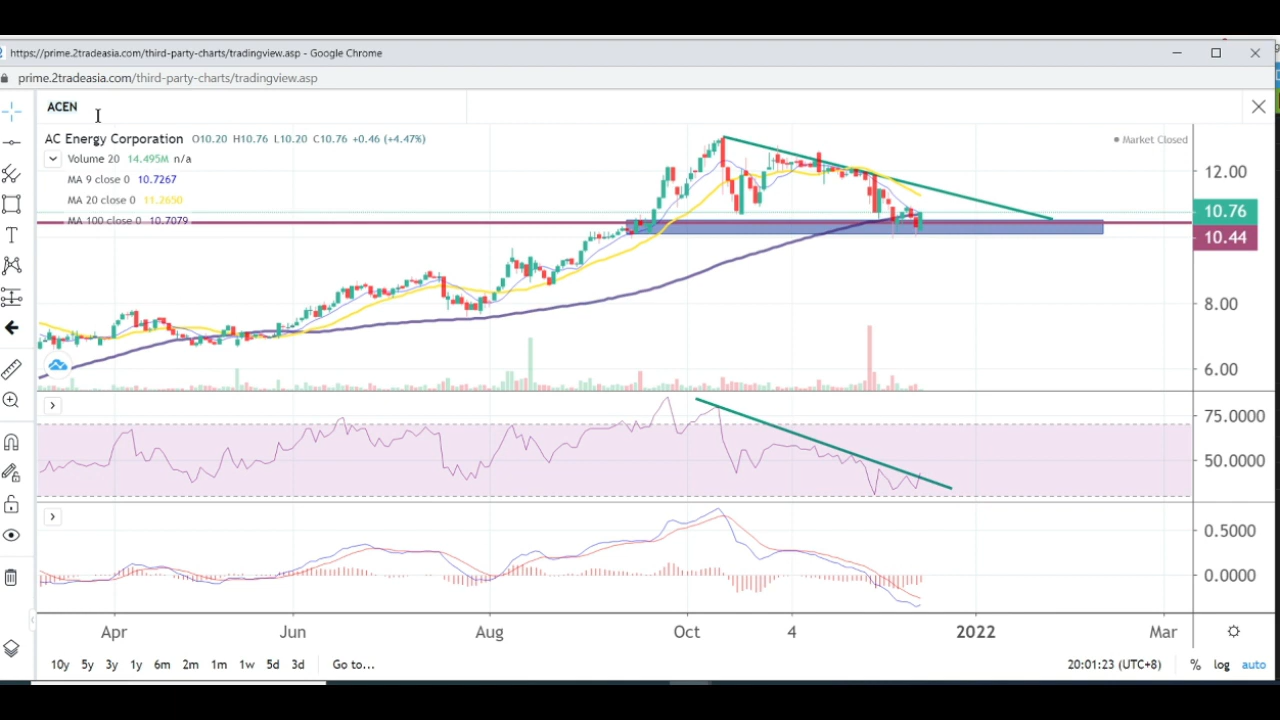 https://prime.2tradeasia.com/third-party-charts/tradingview.asp - Google Chrome
prime.2tradeasia.com/third-party-charts/tradingview.asp
ACEN
AC Energy Corporation O10.20 H10.76 L10.20 C10.76 +0.46 (+4.47%)
Market Closed
Volume 20 14.495M n/a
MA 9 close 0 10.7267
MA 20 close 0 11.2650
MA 100 close 0 10.7079
12.00
10.76
10.44
8.00
6.00
75.0000
50.0000
0.5000
0.0000
Apr Jun Aug Oct 4 2022 Mar
10y 5y 3y 1y 6m 2m 1m 1w 5d 3d Go to... 20:01:23 (UTC+8) % log auto